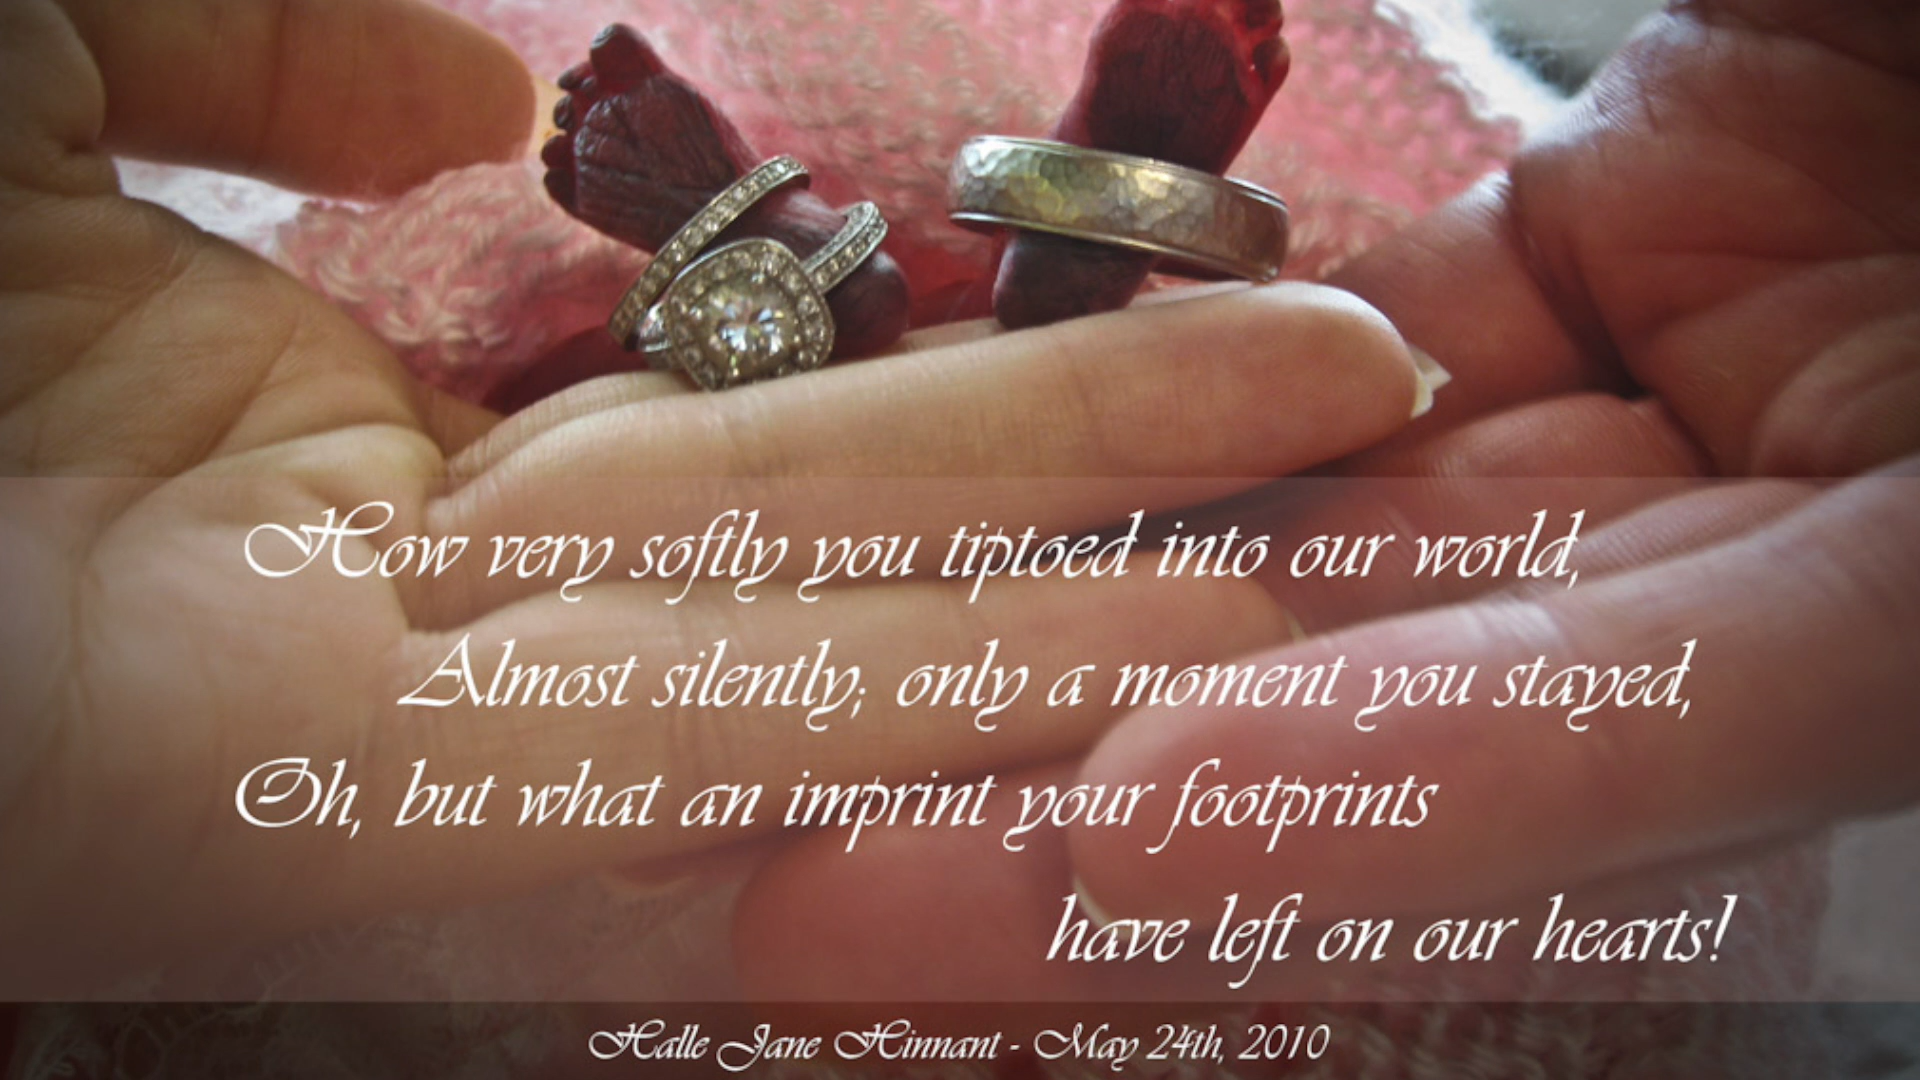 How very softly you tiptoed into our world,
Almost silently; only a moment you stayed,
Oh, but what an imprint your footprints
have left on our hearts!
Halle Jane Hinnant - May 24th, 2010